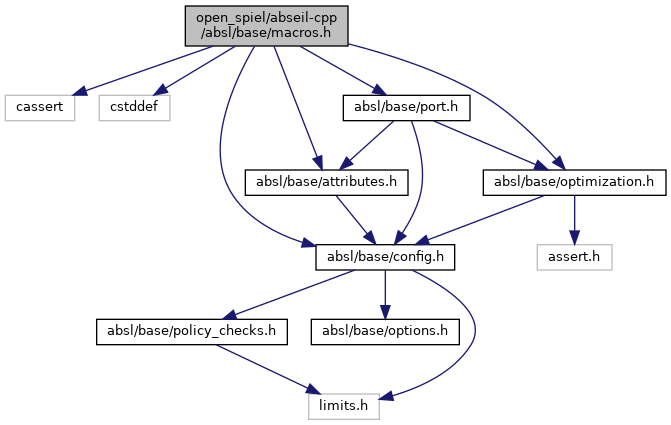 open_spiel/abseil-cpp
/absl/base/macros.h
cassert
cstddef
absl/base/port.h
absl/base/attributes.h
absl/base/optimization.h
absl/base/config.h
assert.h
absl/base/policy_checks.h
absl/base/options.h
limits.h